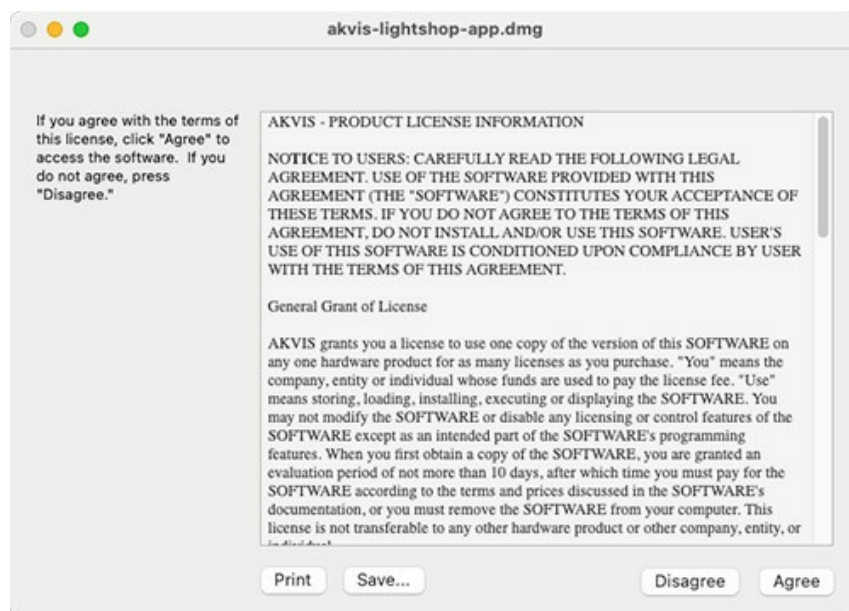 akvis-lightshop-app.dmg
If you agree with the terms of
this license, click "Agree" to
access the software. If you
do not agree, press
"Disagree."
AKVIS - PRODUCT LICENSE INFORMATION
NOTICE TO USERS: CAREFULLY READ THE FOLLOWING LEGAL
AGREEMENT. USE OF THE SOFTWARE PROVIDED WITH THIS
AGREEMENT (THE "SOFTWARE") CONSTITUTES YOUR ACCEPTANCE OF
THESE TERMS. IF YOU DO NOT AGREE TO THE TERMS OF THIS
AGREEMENT, DO NOT INSTALL AND/OR USE THIS SOFTWARE. USER'S
USE OF THIS SOFTWARE IS CONDITIONED UPON COMPLIANCE BY USER
WITH THE TERMS OF THIS AGREEMENT.
General Grant of License
AKVIS grants you a license to use one copy of the version of this SOFTWARE on
any one hardware product for as many licenses as you purchase. "You" means the
company, entity or individual whose funds are used to pay the license fee. "Use"
means storing, loading, installing, executing or displaying the SOFTWARE. You
may not modify the SOFTWARE or disable any licensing or control features of the
SOFTWARE except as an intended part of the SOFTWARE's programming
features. When you first obtain a copy of the SOFTWARE, you are granted an
evaluation period of not more than 10 days, after which time you must pay for the
SOFTWARE according to the terms and prices discussed in the SOFTWARE's
documentation, or you must remove the SOFTWARE from your computer. This
license is not transferable to any other hardware product or other company, entity, or
Print Save... Disagree Agree